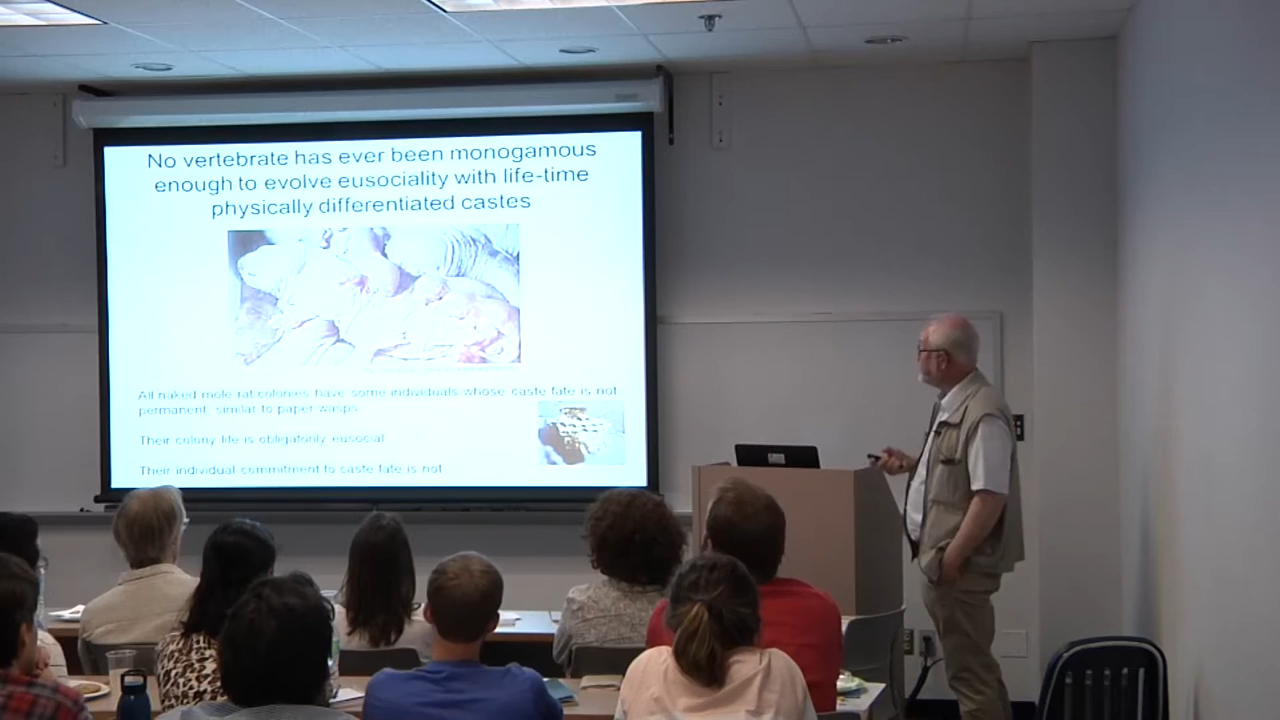 No vertebrate has ever been monogamous
enough to evolve eusociality with life-time
physically differentiated castes
All naked mole rat colonies have some individuals whose caste fate is not
permanent, similar to paper wasps
Their colony life is obligatorily eusocial
Their individual commitment to caste fate is not